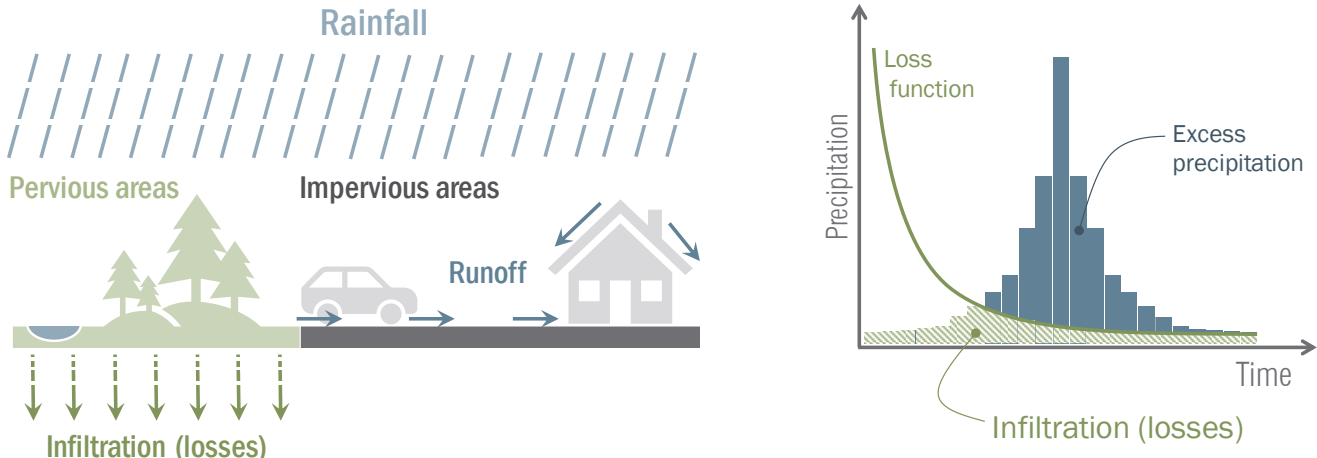 Rainfall
Pervious areas
Impervious areas
Runoff
Infiltration (losses)
Loss
function
Precipitation
Excess
precipitation
Time
Infiltration (losses)